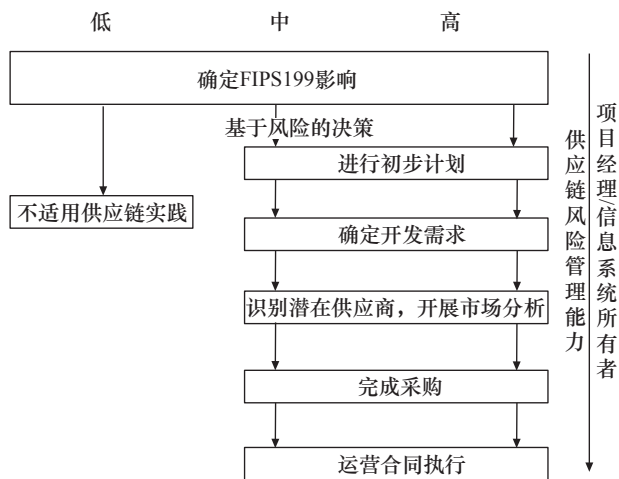 低 中 高
确定FIPS199影响
基于风险的决策
进行初步计划
不适用供应链实践
确定开发需求
识别潜在供应商，开展市场分析
完成采购
运营合同执行
供应链风险管理能力
项目经理/信息系统所有者